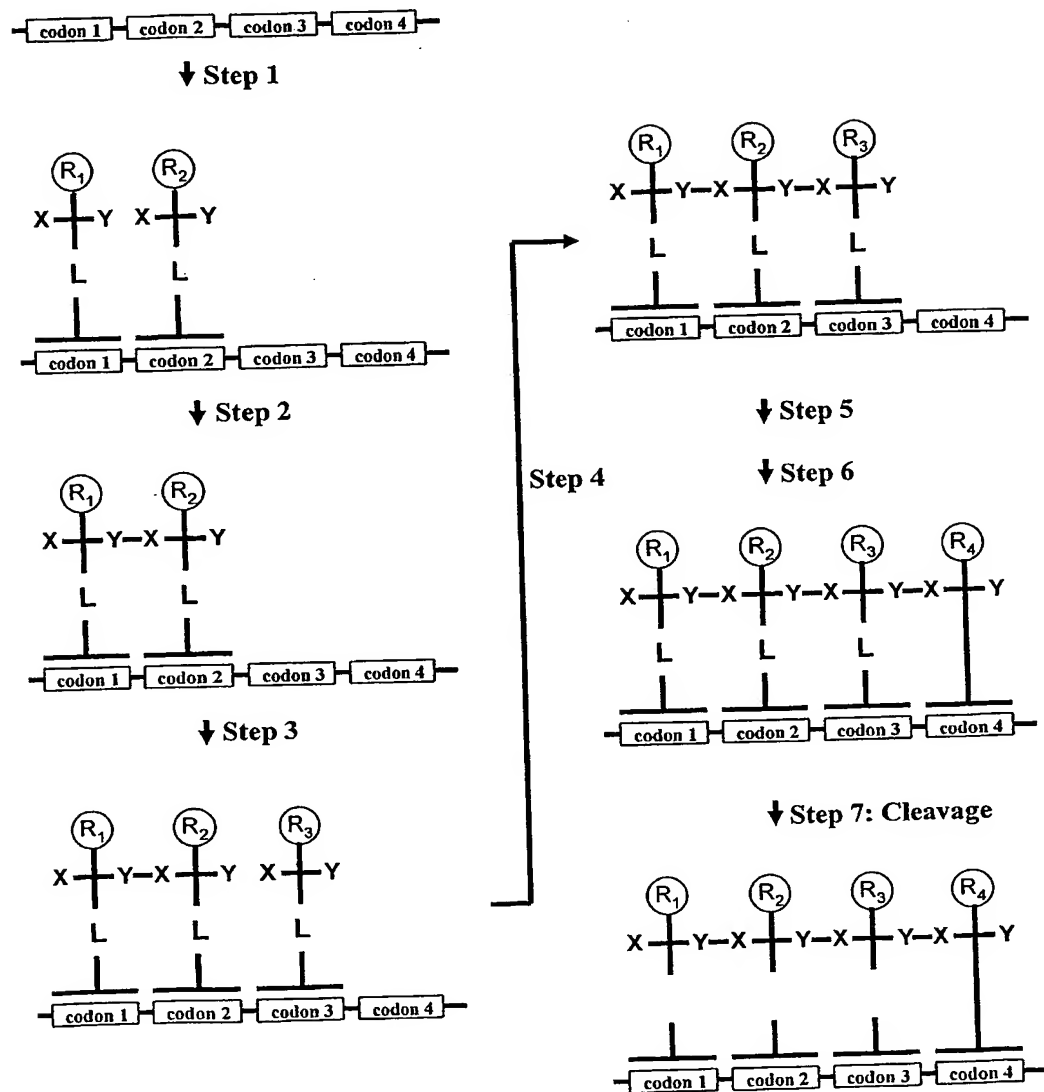 codon 1 codon 2 codon 3 codon 4
Step 1
R1 R2
X Y X Y
L L
codon 1 codon 2 codon 3 codon 4
Step 2
R1 R2
X Y–X Y
L L
codon 1 codon 2 codon 3 codon 4
Step 3
R1 R2 R3
X Y–X Y X Y
L L L
codon 1 codon 2 codon 3 codon 4
Step 4
R1 R2 R3
X Y–X Y–X Y
L L L
codon 1 codon 2 codon 3 codon 4
Step 5
Step 6
R1 R2 R3 R4
X Y–X Y–X Y–X Y
L L L
codon 1 codon 2 codon 3 codon 4
Step 7: Cleavage
R1 R2 R3 R4
X Y–X Y–X Y–X Y
codon 1 codon 2 codon 3 codon 4